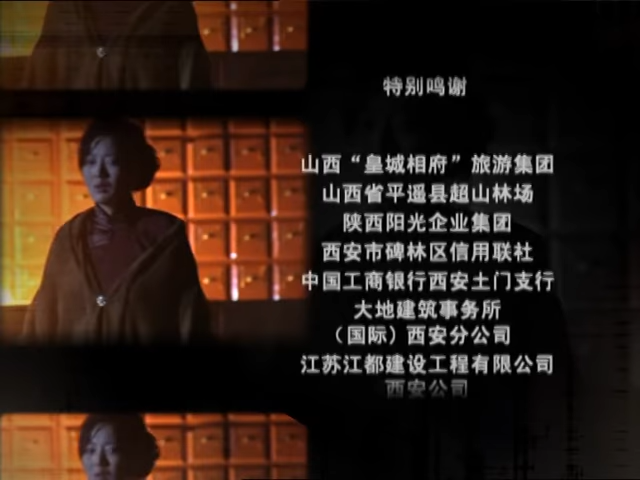 特别鸣谢
山西“皇城相府”旅游集团
山西省平遥县超山林场
陕西阳光企业集团
西安市碑林区信用联社
中国工商银行西安土门支行
大地建筑事务所
（国际）西安分公司
江苏江都建设工程有限公司
西安公司